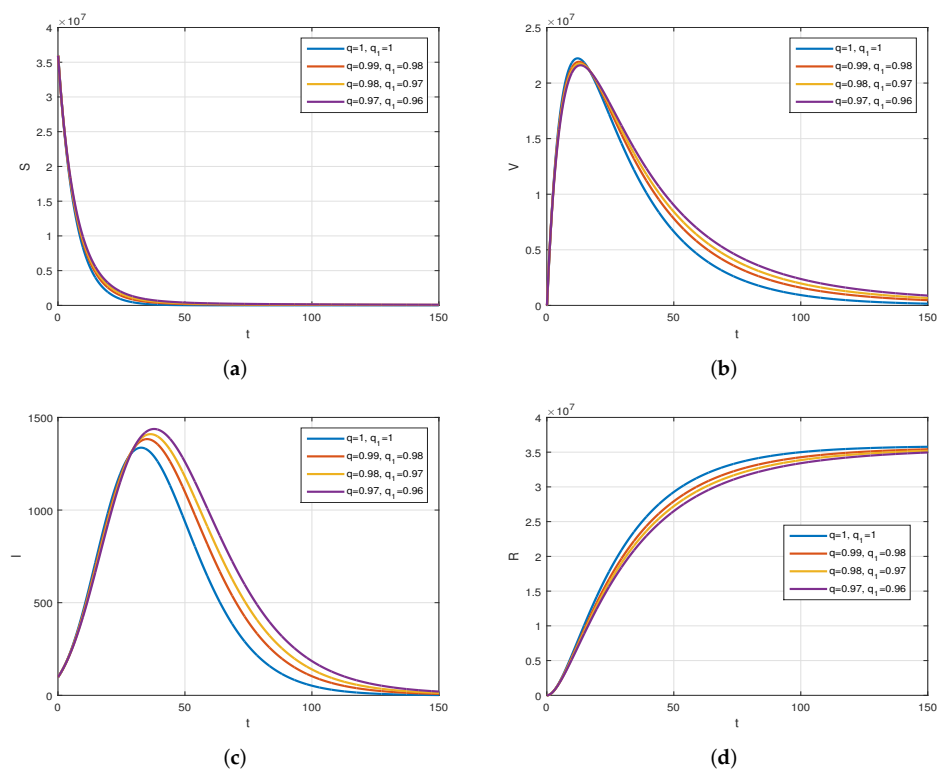 ×10⁷
4
3.5
3
2.5
2
1.5
1
0.5
0
S
0 50 100 150
t
q=1, q₁=1
q=0.99, q₁=0.98
q=0.98, q₁=0.97
q=0.97, q₁=0.96
(a)
×10⁷
2.5
2
1.5
1
0.5
0
V
0 50 100 150
t
q=1, q₁=1
q=0.99, q₁=0.98
q=0.98, q₁=0.97
q=0.97, q₁=0.96
(b)
1500
1000
500
0
I
0 50 100 150
t
q=1, q₁=1
q=0.99, q₁=0.98
q=0.98, q₁=0.97
q=0.97, q₁=0.96
(c)
×10⁷
4
3.5
3
2.5
2
1.5
1
0.5
0
R
0 50 100 150
t
q=1, q₁=1
q=0.99, q₁=0.98
q=0.98, q₁=0.97
q=0.97, q₁=0.96
(d)